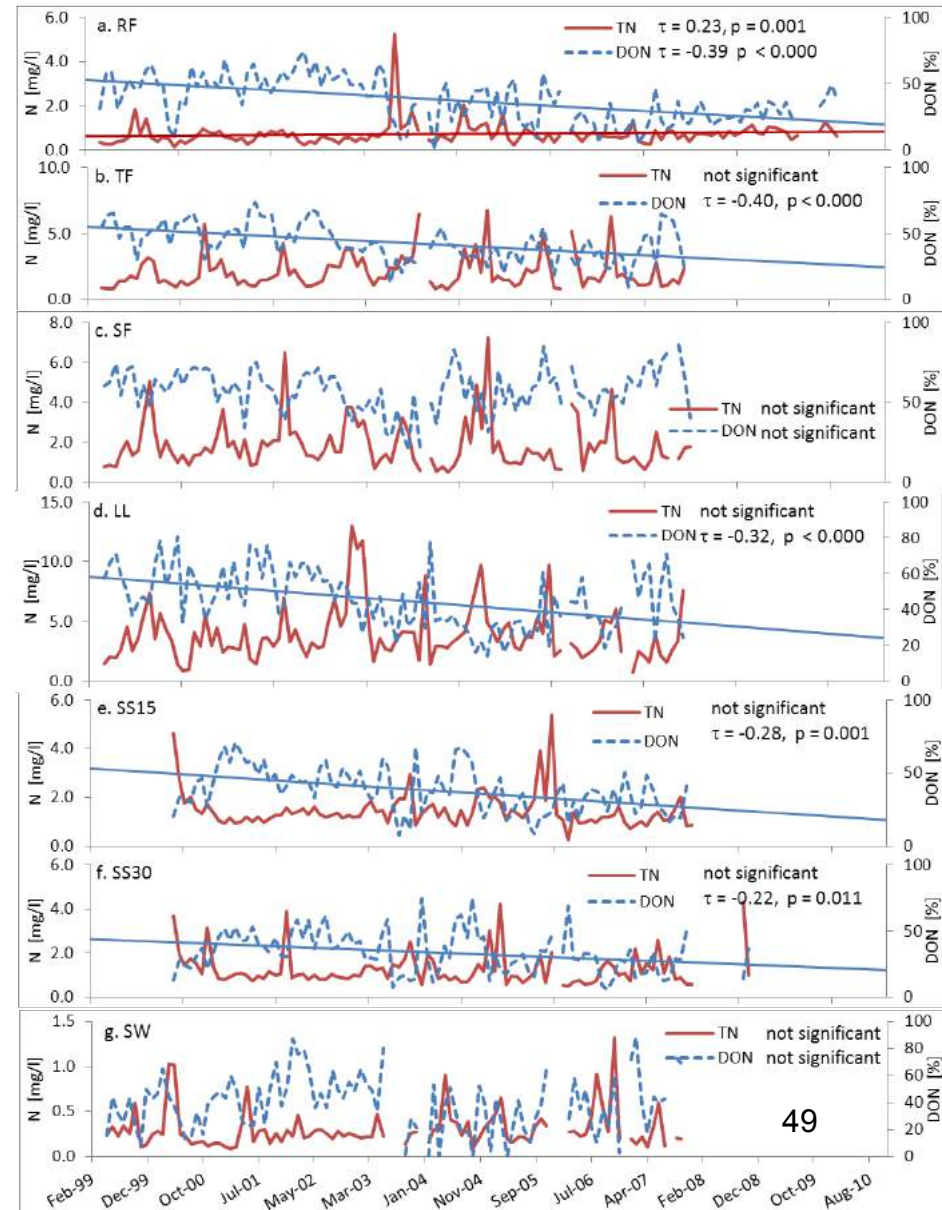 a. RF
TN τ = 0.23, p = 0.001
DON τ = -0.39 p < 0.000
N [mg/l]
6.0
4.0
2.0
0.0
DON [%]
100
50
0
b. TF
TN not significant
DON τ = -0.40, p < 0.000
N [mg/l]
10.0
5.0
0.0
DON [%]
100
50
0
c. SF
TN not significant
DON not significant
N [mg/l]
8.0
6.0
4.0
2.0
0.0
DON [%]
100
50
0
d. LL
TN not significant
DON τ = -0.32, p < 0.000
N [mg/l]
15.0
10.0
5.0
0.0
DON [%]
100
80
60
40
20
0
e. SS15
TN not significant
DON τ = -0.28, p = 0.001
N [mg/l]
6.0
4.0
2.0
0.0
DON [%]
100
50
0
f. SS30
TN not significant
DON τ = -0.22, p = 0.011
N [mg/l]
6.0
4.0
2.0
0.0
DON [%]
100
50
0
g. SW
TN not significant
DON not significant
N [mg/l]
1.5
1.0
0.5
0.0
DON [%]
100
80
60
40
20
0
49
Feb-99 Dec-99 Oct-00 Jul-01 May-02 Mar-03 Jan-04 Nov-04 Sep-05 Jul-06 Apr-07 Feb-08 Dec-08 Oct-09 Aug-10